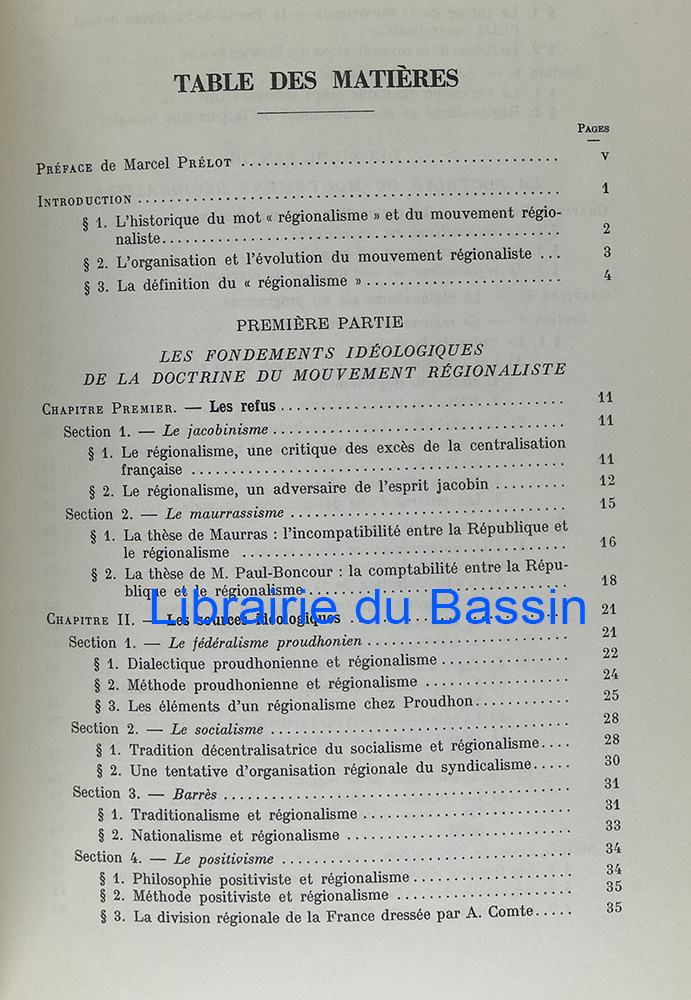 TABLE DES MATIÈRES
PAGES
PRÉFACE de Marcel PRÉLOT ........................................ V
INTRODUCTION ........................................ 1
§ 1. L'historique du mot « régionalisme » et du mouvement régio-
naliste ........................................ 2
§ 2. L'organisation et l'évolution du mouvement régionaliste ... 3
§ 3. La définition du « régionalisme » ........................ 4
PREMIÈRE PARTIE
LES FONDEMENTS IDÉOLOGIQUES
DE LA DOCTRINE DU MOUVEMENT RÉGIONALISTE
CHAPITRE PREMIER. — Les refus .............................. 11
Section 1. — Le jacobinisme .............................. 11
§ 1. Le régionalisme, une critique des excès de la centralisation
française ........................................ 11
§ 2. Le régionalisme, un adversaire de l'esprit jacobin ......... 12
Section 2. — Le maurrassisme .............................. 15
§ 1. La thèse de Maurras : l'incompatibilité entre la République et
le régionalisme .................................. 16
§ 2. La thèse de M. Paul-Boncour : la comptabilité entre la Répu-
blique et le régionalisme .............................. 18
Librairie du Bassin
CHAPITRE II. — Les sources idéologiques .................... 21
Section 1. — Le fédéralisme proudhonien .................... 21
§ 1. Dialectique proudhonienne et régionalisme ............... 22
§ 2. Méthode proudhonienne et régionalisme ................. 24
§ 3. Les éléments d'un régionalisme chez Proudhon ............ 25
Section 2. — Le socialisme .............................. 28
§ 1. Tradition décentralisatrice du socialisme et régionalisme .... 28
§ 2. Une tentative d'organisation régionale du syndicalisme ..... 30
Section 3. — Barrès .................................. 31
§ 1. Traditionalisme et régionalisme ........................ 31
§ 2. Nationalisme et régionalisme .......................... 33
Section 4. — Le positivisme .............................. 34
§ 1. Philosophie positiviste et régionalisme ................. 34
§ 2. Méthode positiviste et régionalisme .................... 35
§ 3. La division régionale de la France dressée par A. Comte ..... 35